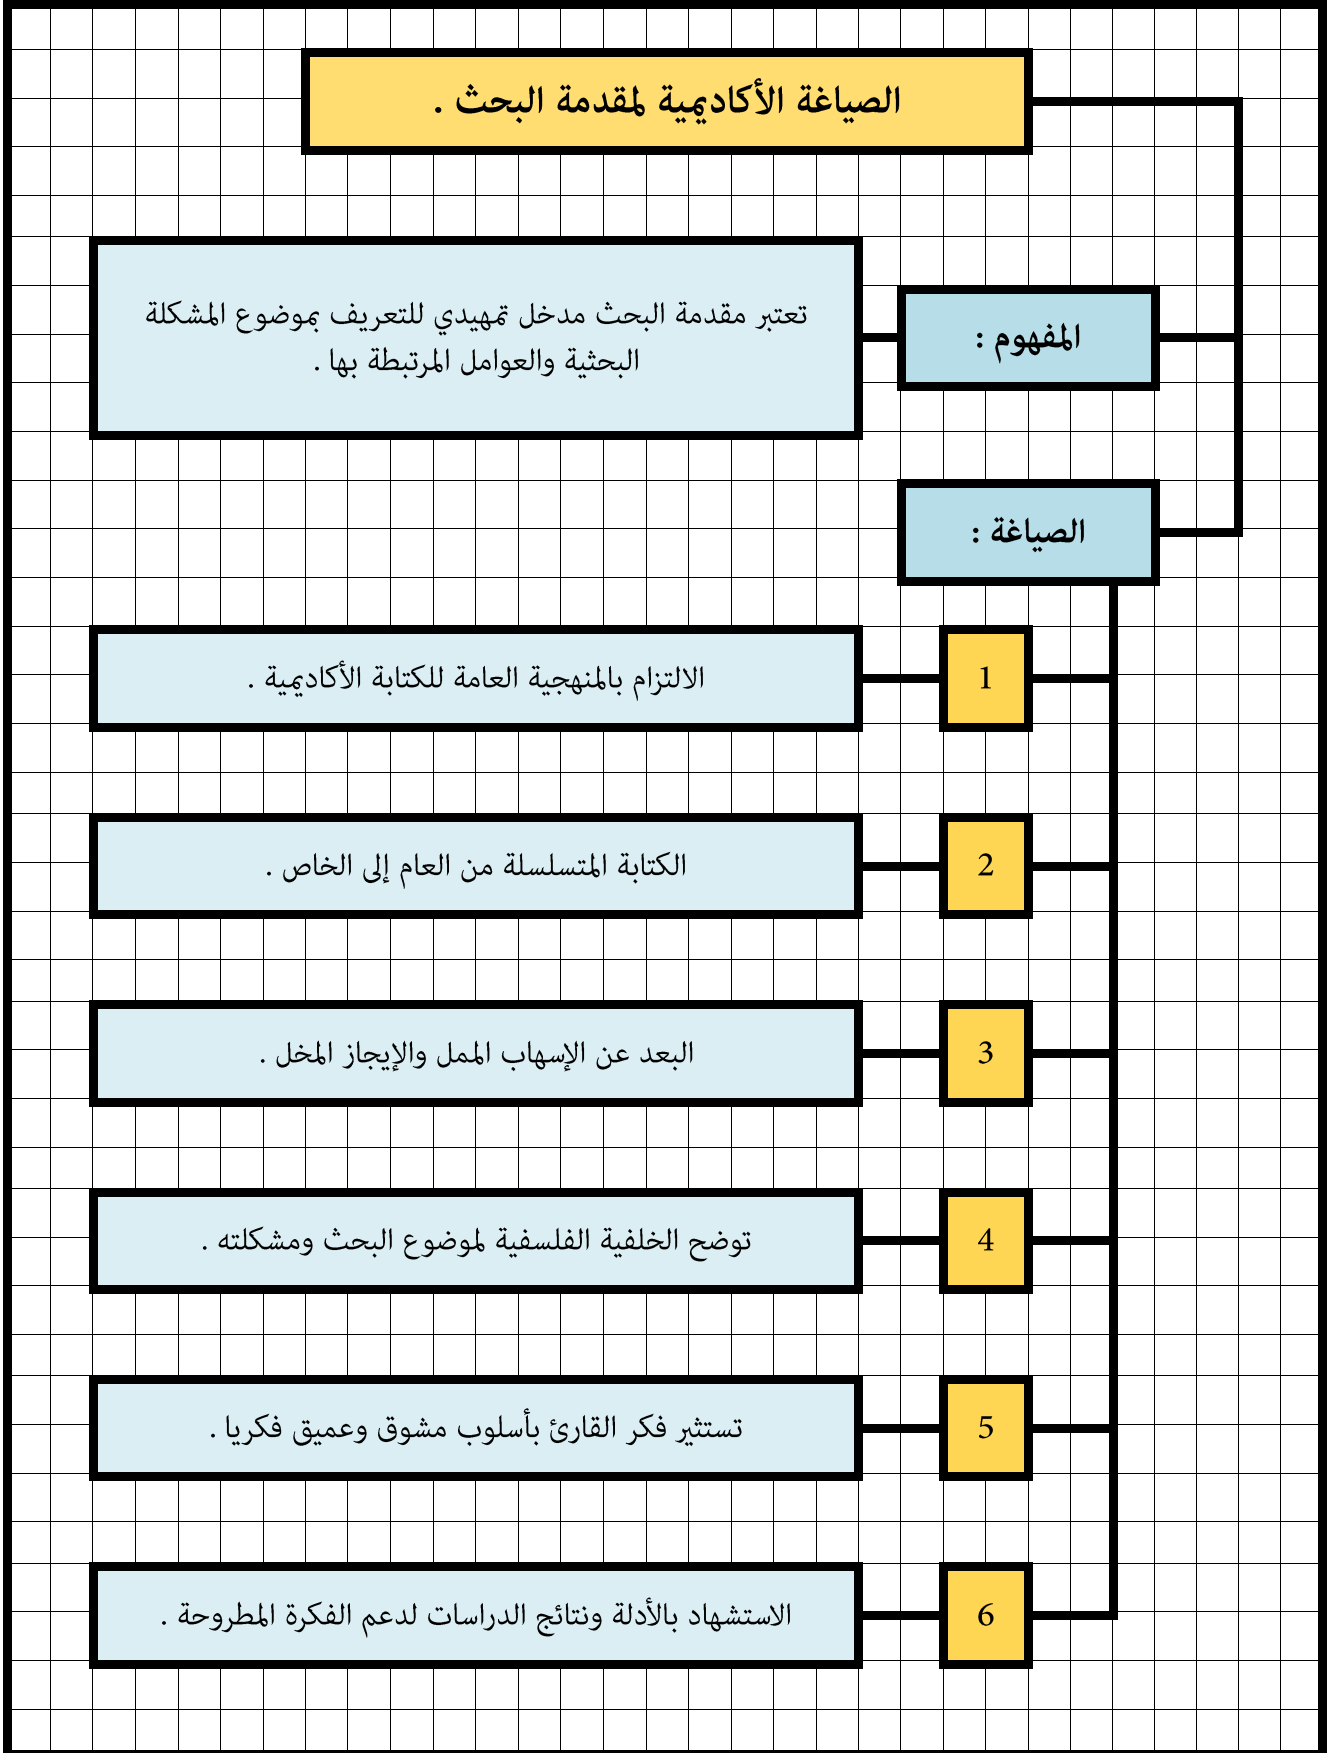 الصياغة الأكاديمية لمقدمة البحث .
المفهوم :
تعتبر مقدمة البحث مدخل تمهيدي للتعريف بموضوع المشكلة
البحثية والعوامل المرتبطة بها .
الصياغة :
1
الالتزام بالمنهجية العامة للكتابة الأكاديمية .
2
الكتابة المتسلسلة من العام إلى الخاص .
3
البعد عن الإسهاب الممل والإيجاز المخل .
4
توضح الخلفية الفلسفية لموضوع البحث ومشكلته .
5
تستثير فكر القارئ بأسلوب مشوق وعميق فكريا .
6
الاستشهاد بالأدلة ونتائج الدراسات لدعم الفكرة المطروحة .